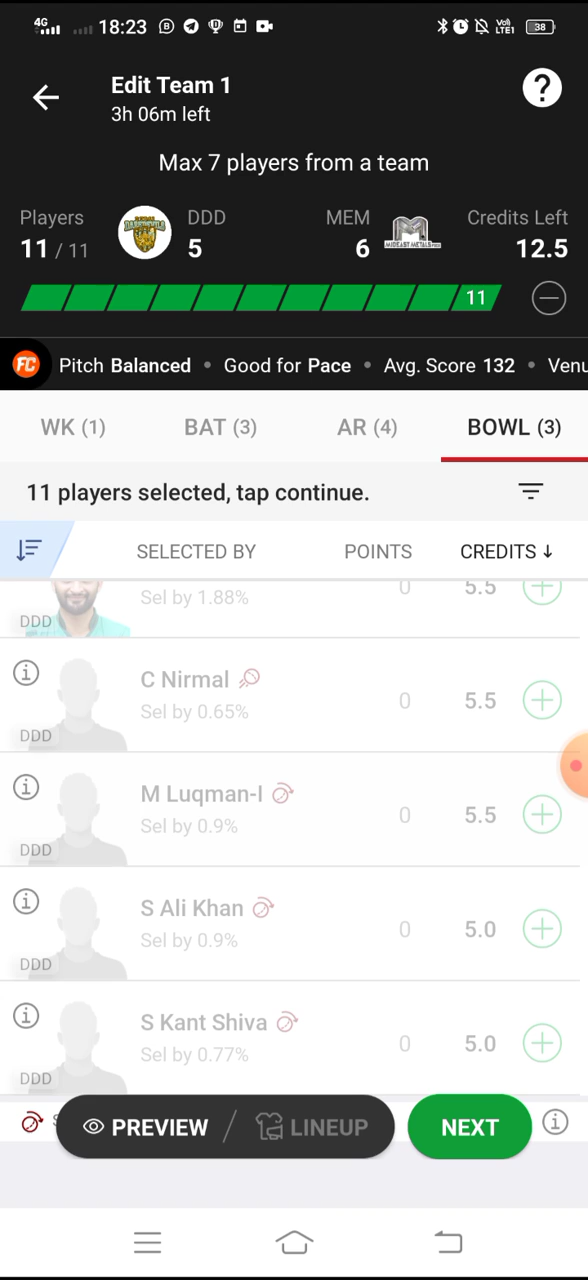 4G 18:23 VoLTE1 38
Edit Team 1
3h 06m left
Max 7 players from a team
Players DDD MEM Credits Left
11 / 11 5 6 12.5
MIDEAST METALS
11
FC Pitch Balanced • Good for Pace • Avg. Score 132 • Venu
WK (1) BAT (3) AR (4) BOWL (3)
11 players selected, tap continue.
SELECTED BY POINTS CREDITS ↓
Sel by 1.88% 0 5.5
DDD
C Nirmal
Sel by 0.65% 0 5.5
DDD
M Luqman-I
Sel by 0.9% 0 5.5
DDD
S Ali Khan
Sel by 0.9% 0 5.0
DDD
S Kant Shiva
Sel by 0.77% 0 5.0
DDD
PREVIEW / LINEUP NEXT